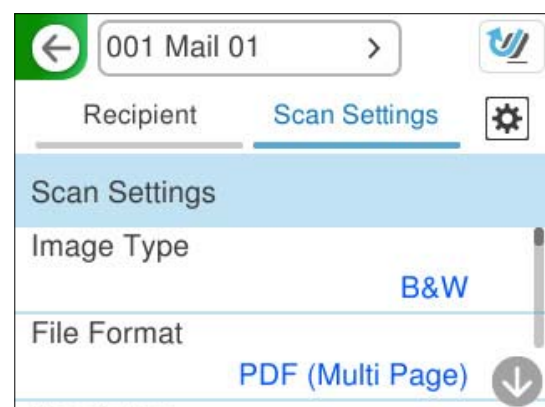 001 Mail 01
Recipient
Scan Settings
Scan Settings
Image Type
B&W
File Format
PDF (Multi Page)